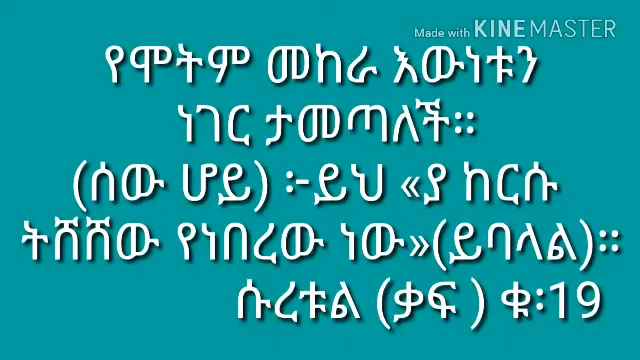 Made with KINEMASTER
የሞትም መከራ እውነቱን
ነገር ታመጣለች።
(ሰው ሆይ) ፡-ይህ «ያ ከርሱ
ትሸሸው የነበረው ነው»(ይባላል)።
ሱረቱል (ቃፍ ) ቁ፡19